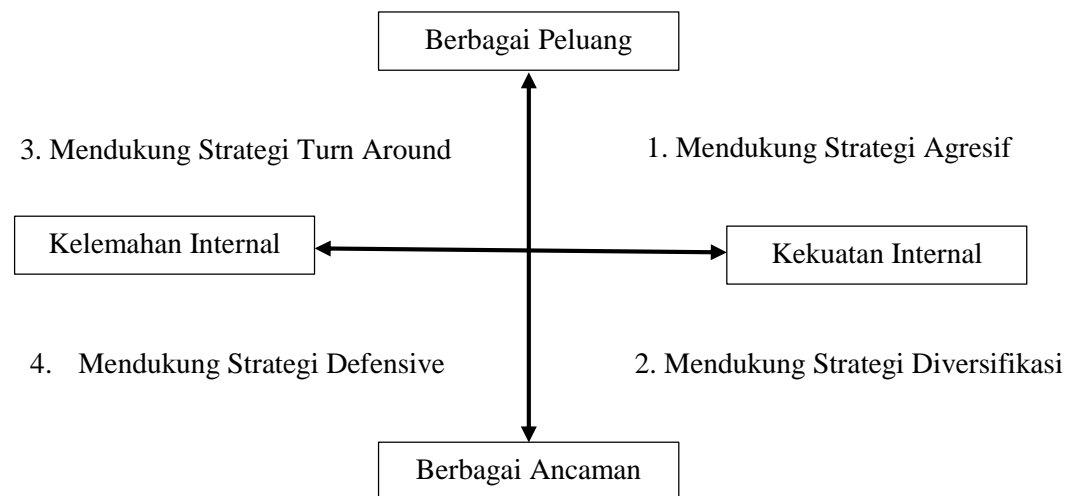 Berbagai Peluang
3. Mendukung Strategi Turn Around
1. Mendukung Strategi Agresif
Kelemahan Internal
Kekuatan Internal
4. Mendukung Strategi Defensive
2. Mendukung Strategi Diversifikasi
Berbagai Ancaman